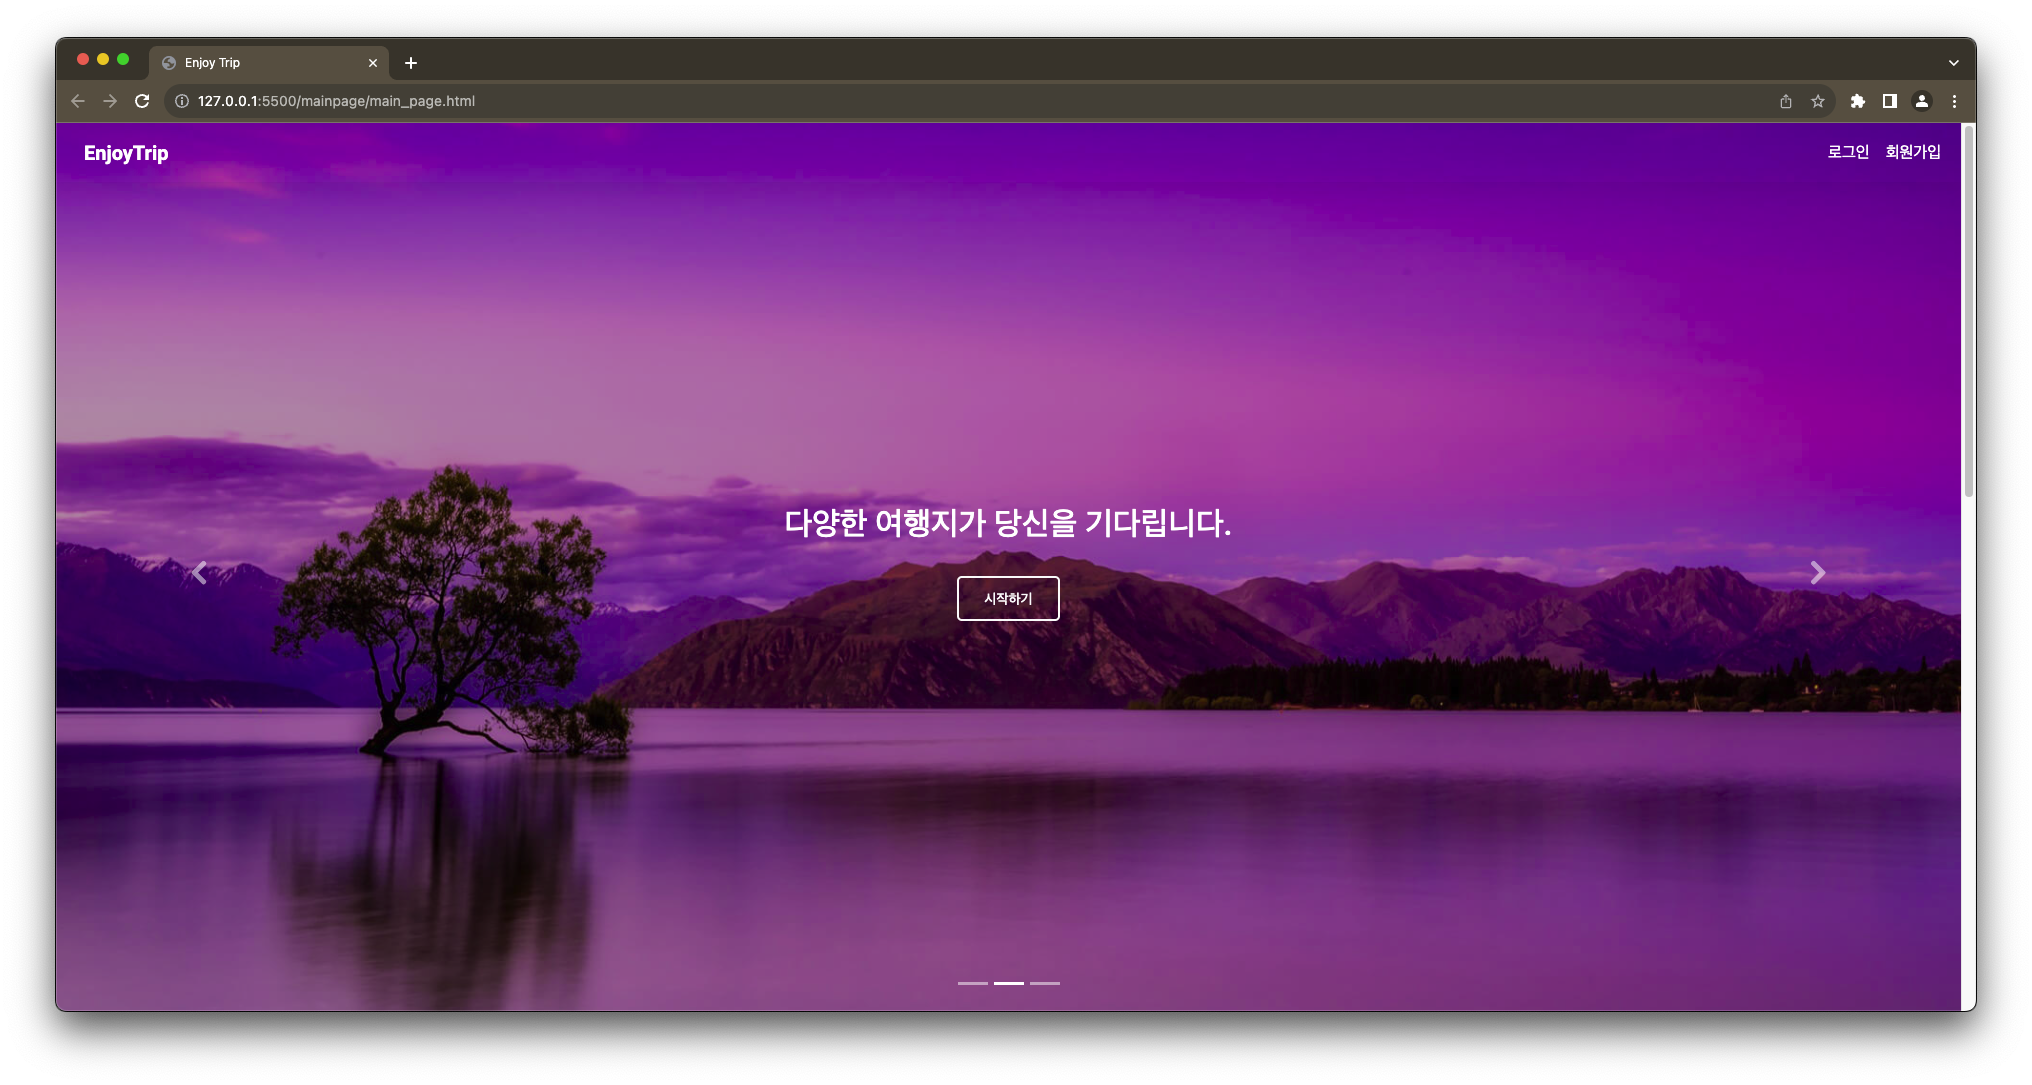 Enjoy Trip
127.0.0.1:5500/mainpage/main_page.html
EnjoyTrip
로그인 회원가입
다양한 여행지가 당신을 기다립니다.
시작하기